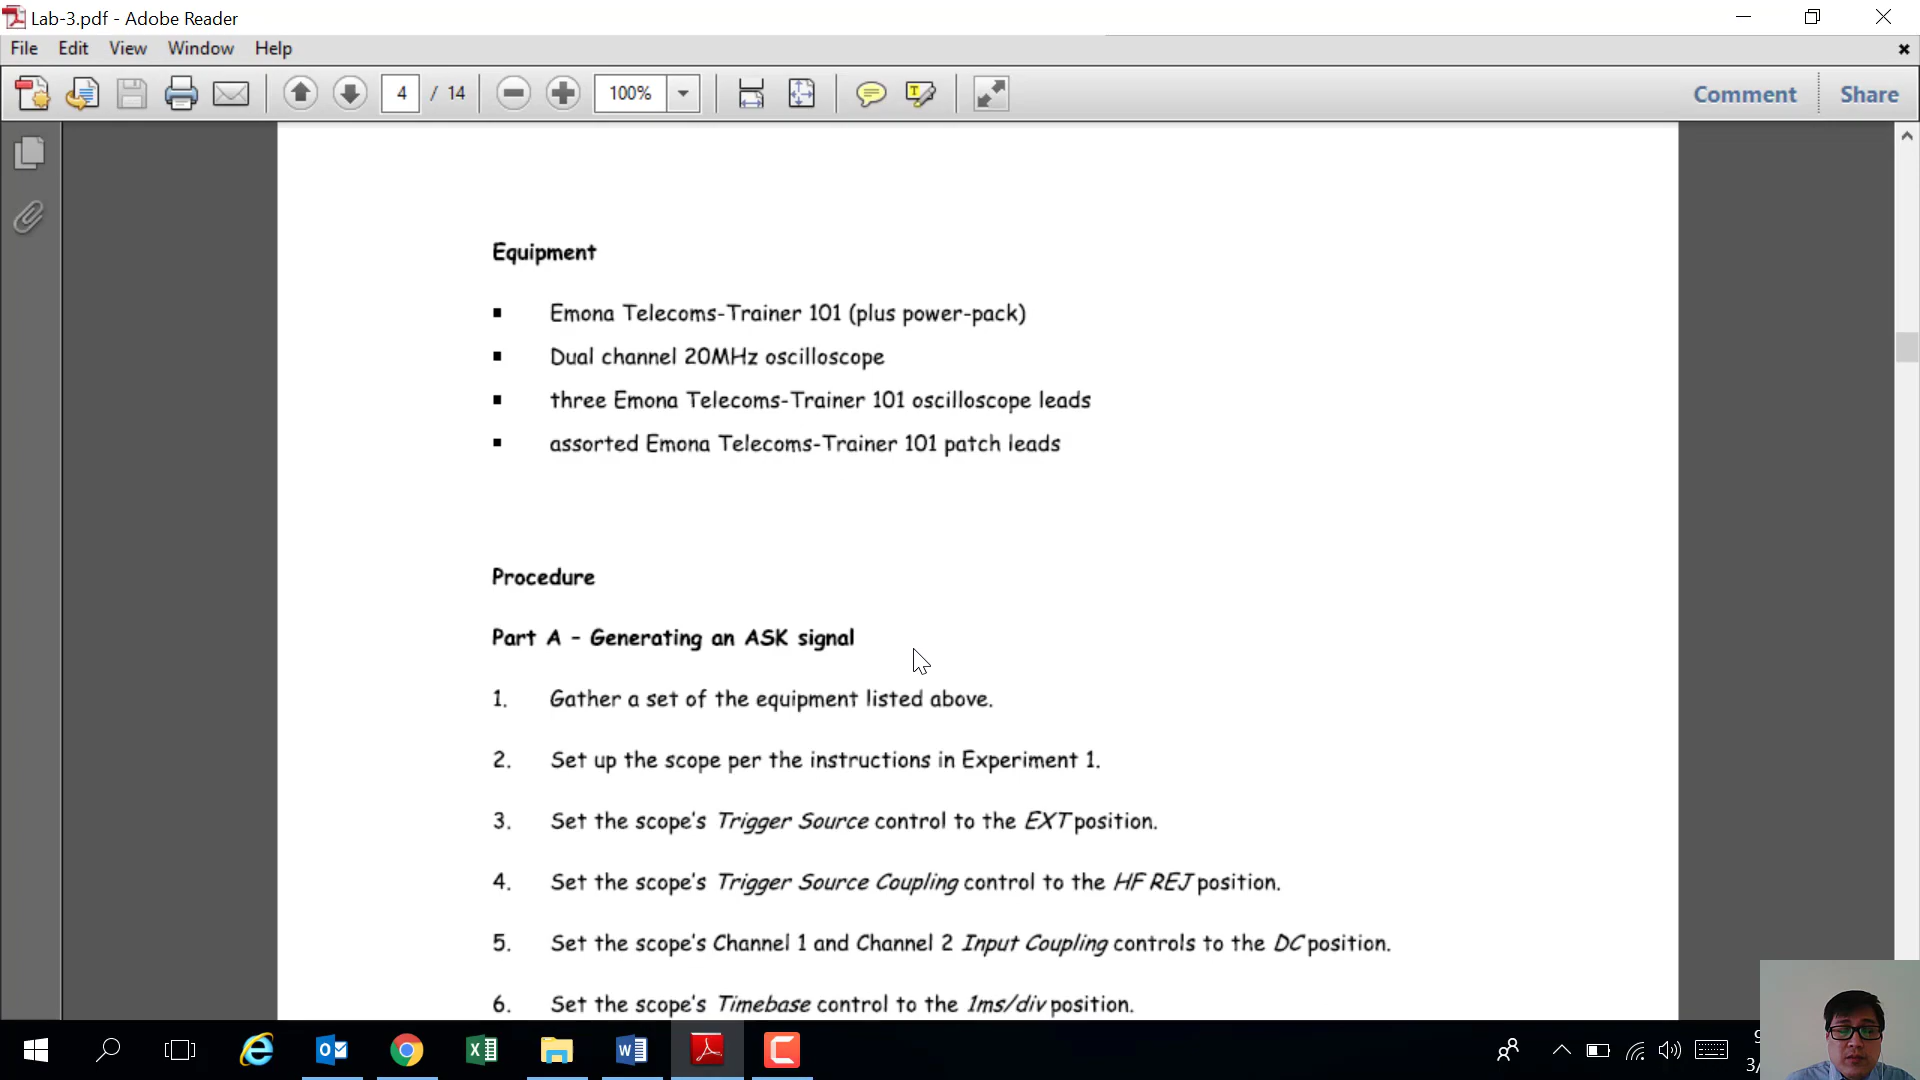 Lab-3.pdf - Adobe Reader
File Edit View Window Help
4 / 14
100%
Comment Share
Equipment
▪ Emona Telecoms-Trainer 101 (plus power-pack)
▪ Dual channel 20MHz oscilloscope
▪ three Emona Telecoms-Trainer 101 oscilloscope leads
▪ assorted Emona Telecoms-Trainer 101 patch leads
Procedure
Part A – Generating an ASK signal
1. Gather a set of the equipment listed above.
2. Set up the scope per the instructions in Experiment 1.
3. Set the scope's Trigger Source control to the EXT position.
4. Set the scope's Trigger Source Coupling control to the HF REJ position.
5. Set the scope's Channel 1 and Channel 2 Input Coupling controls to the DC position.
6. Set the scope's Timebase control to the 1ms/div position.